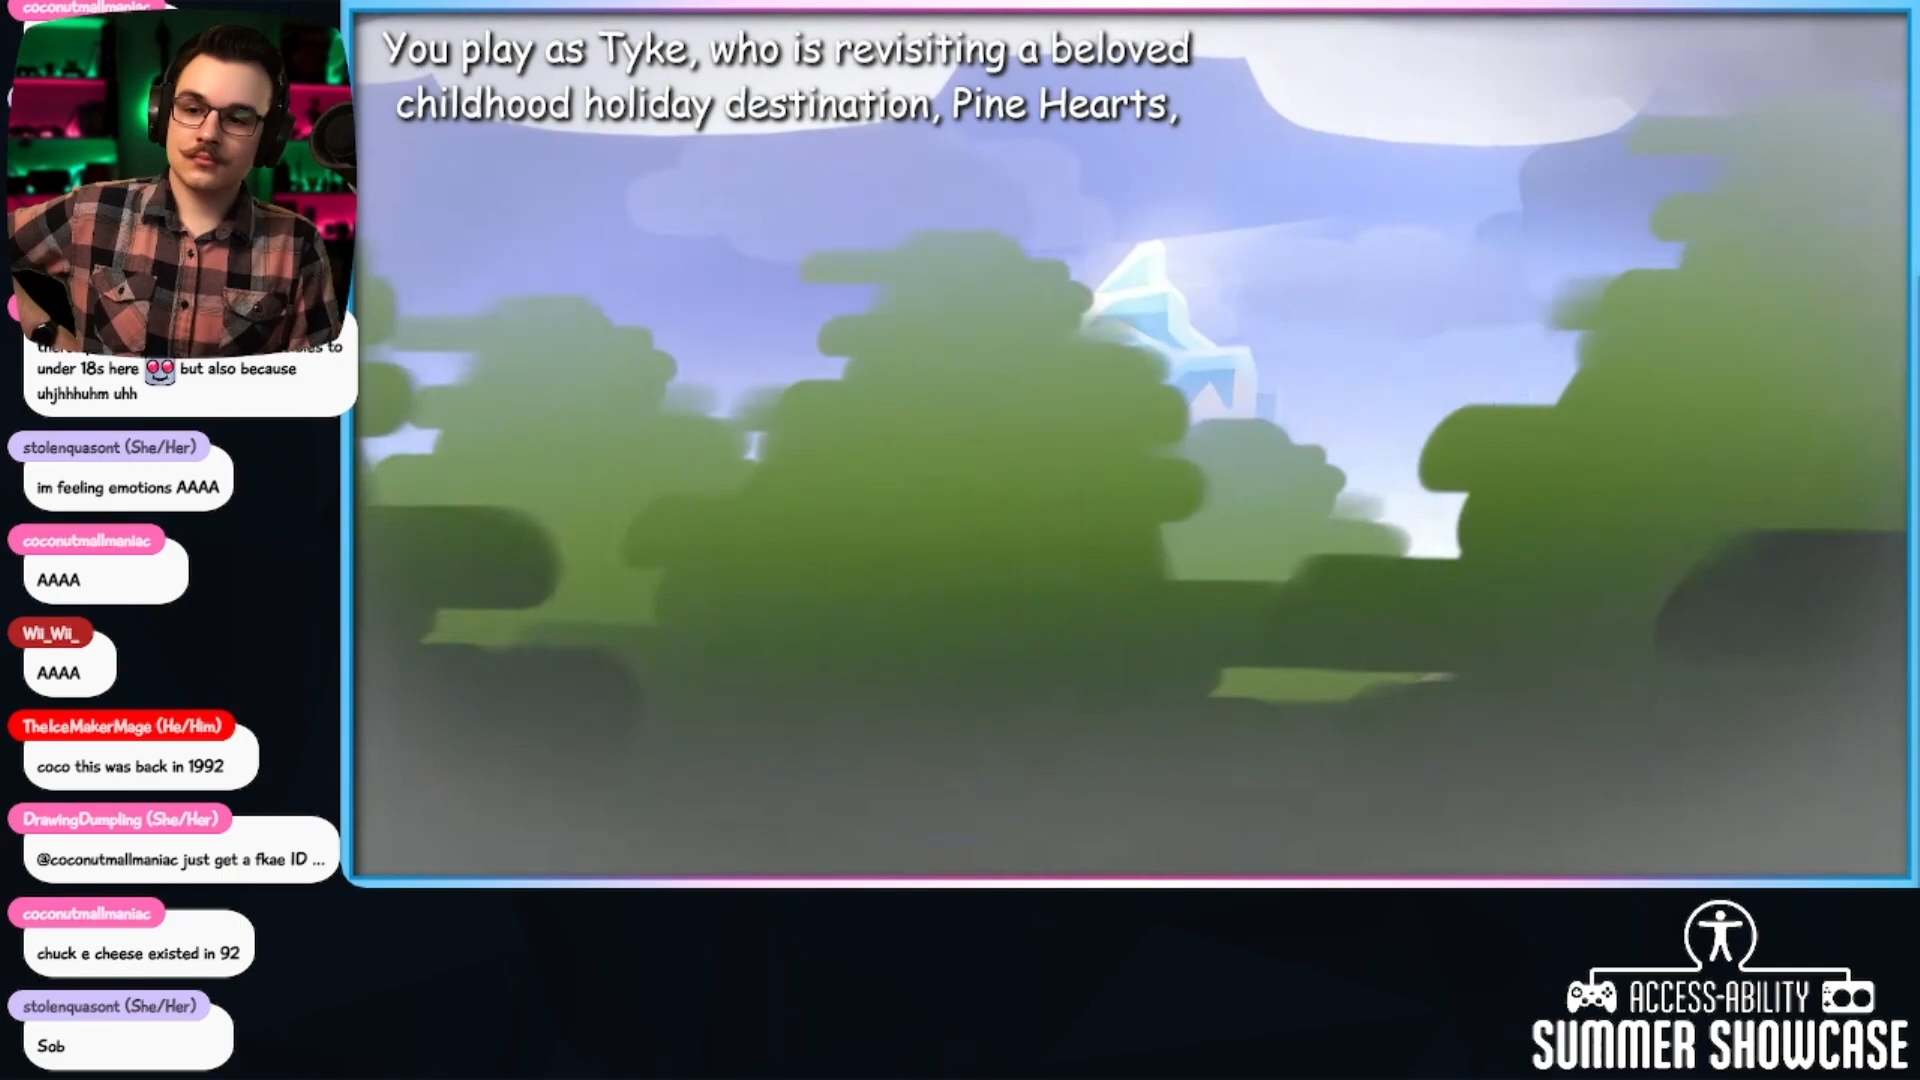 coconutmallmaniac
You play as Tyke, who is revisiting a beloved
childhood holiday destination, Pine Hearts,
to
under 18s here but also because
uhjhhhuhm uhh
stolenquasont (She/Her)
im feeling emotions AAAA
coconutmallmaniac
AAAA
Wii_Wii_
AAAA
TheIceMakerMage (He/Him)
coco this was back in 1992
DrawingDumpling (She/Her)
@coconutmallmaniac just get a fkae ID ...
coconutmallmaniac
chuck e cheese existed in 92
stolenquasont (She/Her)
Sob
ACCESS-ABILITY
SUMMER SHOWCASE